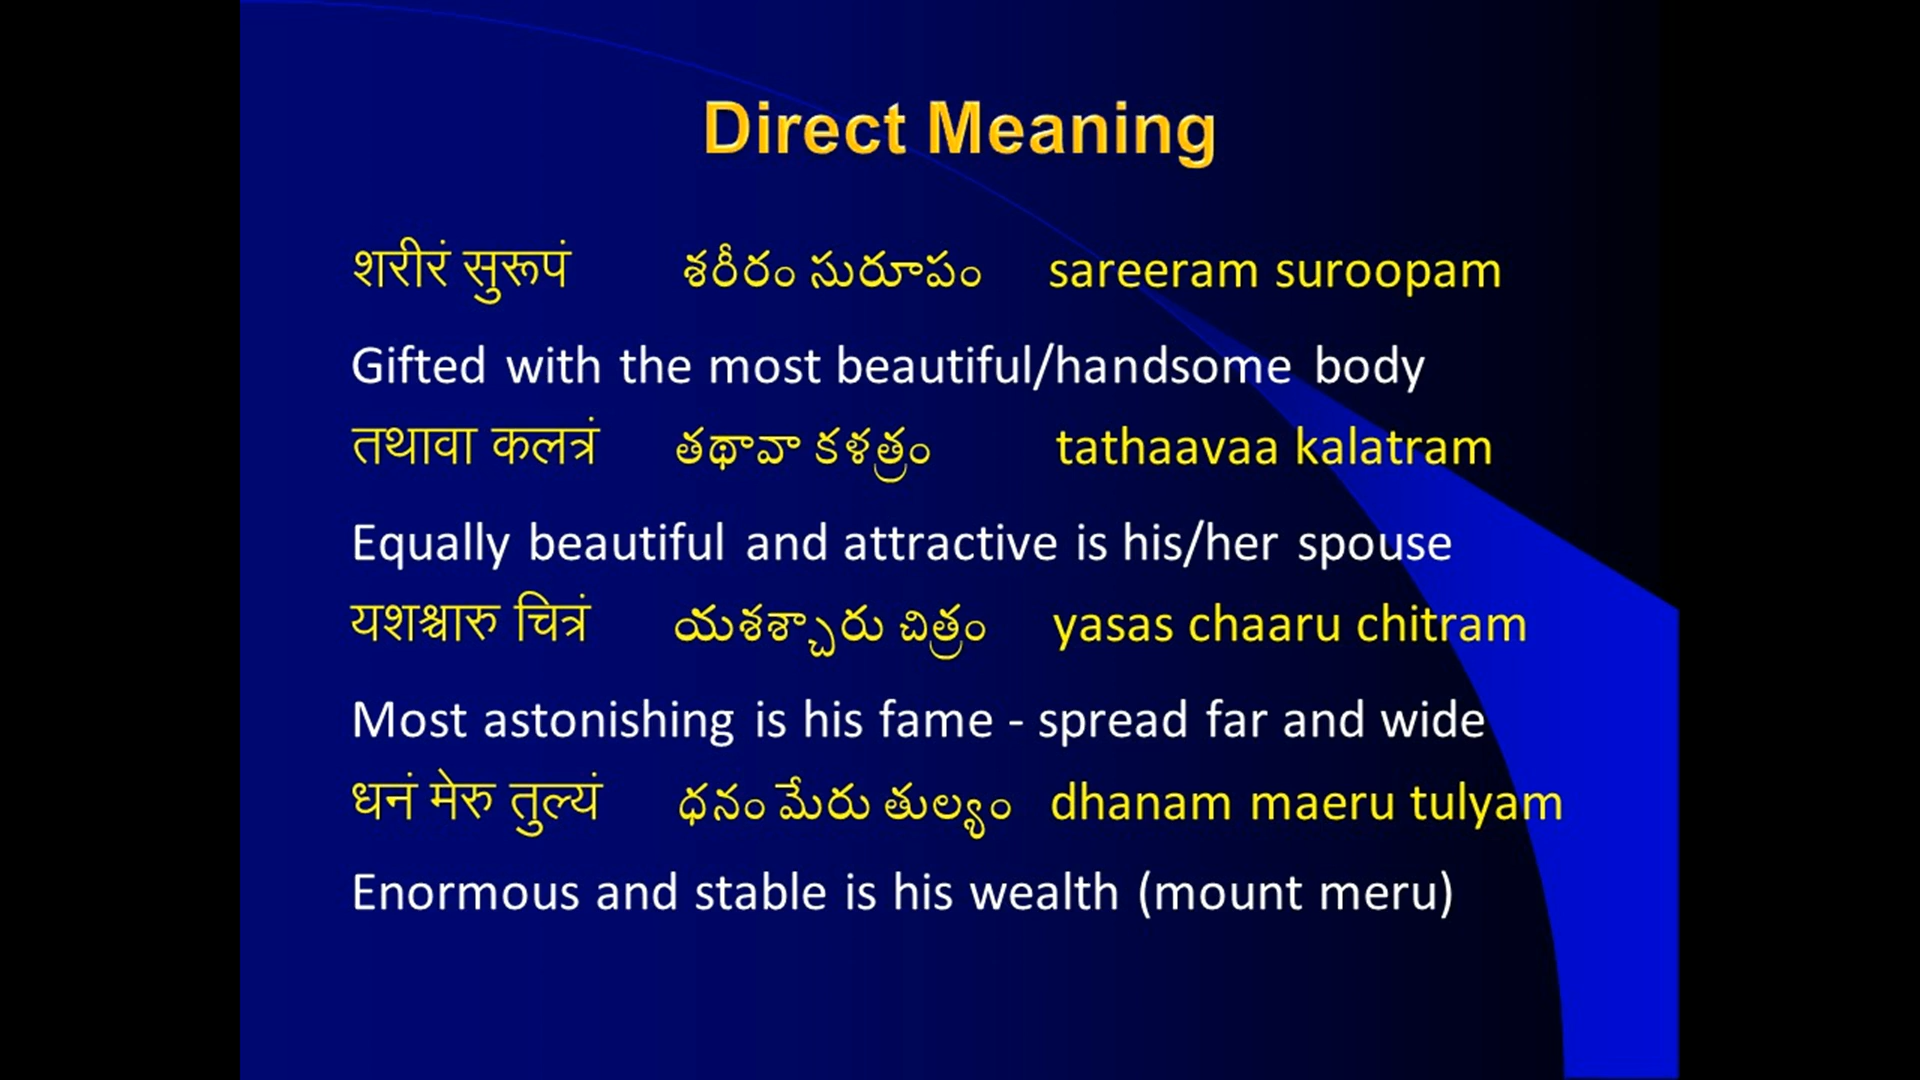 Direct Meaning
शरीरं सुरूपं శరీరం సురూపం sareeram suroopam
Gifted with the most beautiful/handsome body
तथावा कलत्रं తథావా కళత్రం tathaavaa kalatram
Equally beautiful and attractive is his/her spouse
यशश्चारु चित्रं యశశ్చారు చిత్రం yasas chaaru chitram
Most astonishing is his fame - spread far and wide
धनं मेरु तुल्यं ధనం మేరు తుల్యం dhanam maeru tulyam
Enormous and stable is his wealth (mount meru)